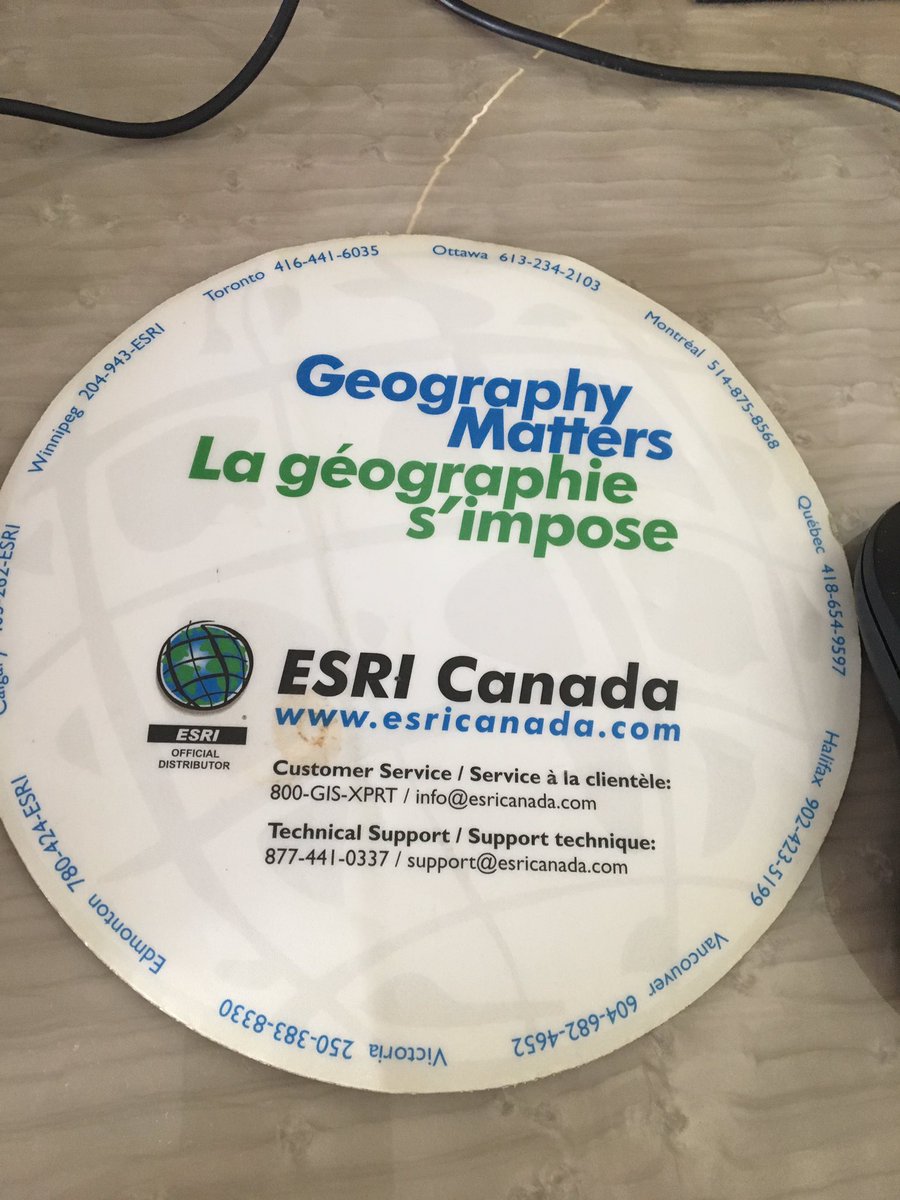 Geography
Matters
La géographie
s'impose
ESRI Canada
www.esricanada.com
ESRI
OFFICIAL
DISTRIBUTOR
Customer Service / Service à la clientèle:
800-GIS-XPRT / info@esricanada.com
Technical Support / Support technique:
877-441-0337 / support@esricanada.com
Toronto 416-441-6035
Ottawa 613-234-2103
Montréal 514-875-8568
Québec 418-654-9597
Halifax 902-423-5199
Vancouver 604-682-4652
Victoria 250-383-8330
Edmonton 780-424-ESRI
Calgary
Winnipeg 204-943-ESRI